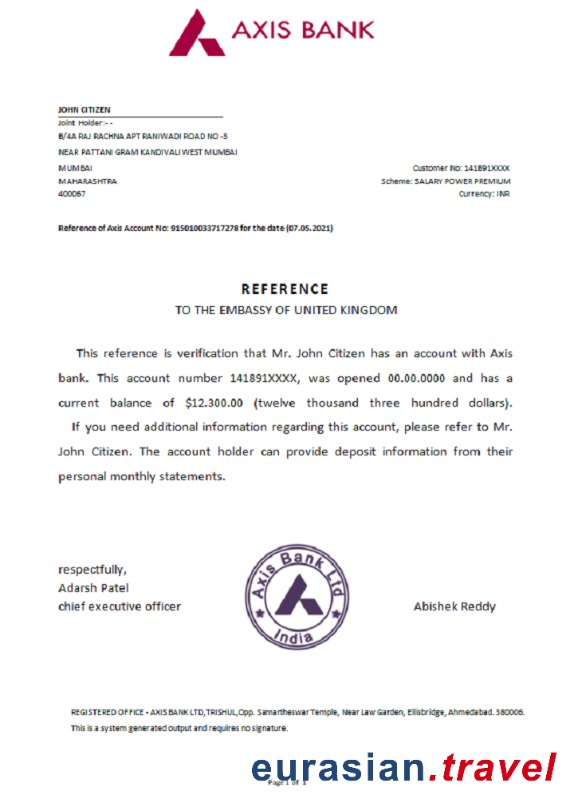 AXIS BANK
JOHN CITIZEN
Joint Holder:- -
B/4A RAJ RACHNA APT RANIWADI ROAD NO -3
NEAR PATTANI GRAM KANDIVALI WEST MUMBAI
MUMBAI
Customer No: 141891XXXX
MAHARASHTRA
Scheme: SALARY POWER PREMIUM
400067
Currency: INR
Reference of Axis Account No: 915010033717278 for the date (07.05.2021)
REFERENCE
TO THE EMBASSY OF UNITED KINGDOM
This reference is verification that Mr. John Citizen has an account with Axis
bank. This account number 141891XXXX, was opened 00.00.0000 and has a
current balance of $12.300.00 (twelve thousand three hundred dollars).
If you need additional information regarding this account, please refer to Mr.
John Citizen. The account holder can provide deposit information from their
personal monthly statements.
respectfully,
Adarsh Patel
chief executive officer
Axis Bank Ltd
India
Abishek Reddy
REGISTERED OFFICE - AXIS BANK LTD,TRISHUL,Opp. Samartheswar Temple, Near Law Garden, Ellisbridge, Ahmedabad. 380006.
This is a system generated output and requires no signature.
eurasian.travel
Page 1 of 1